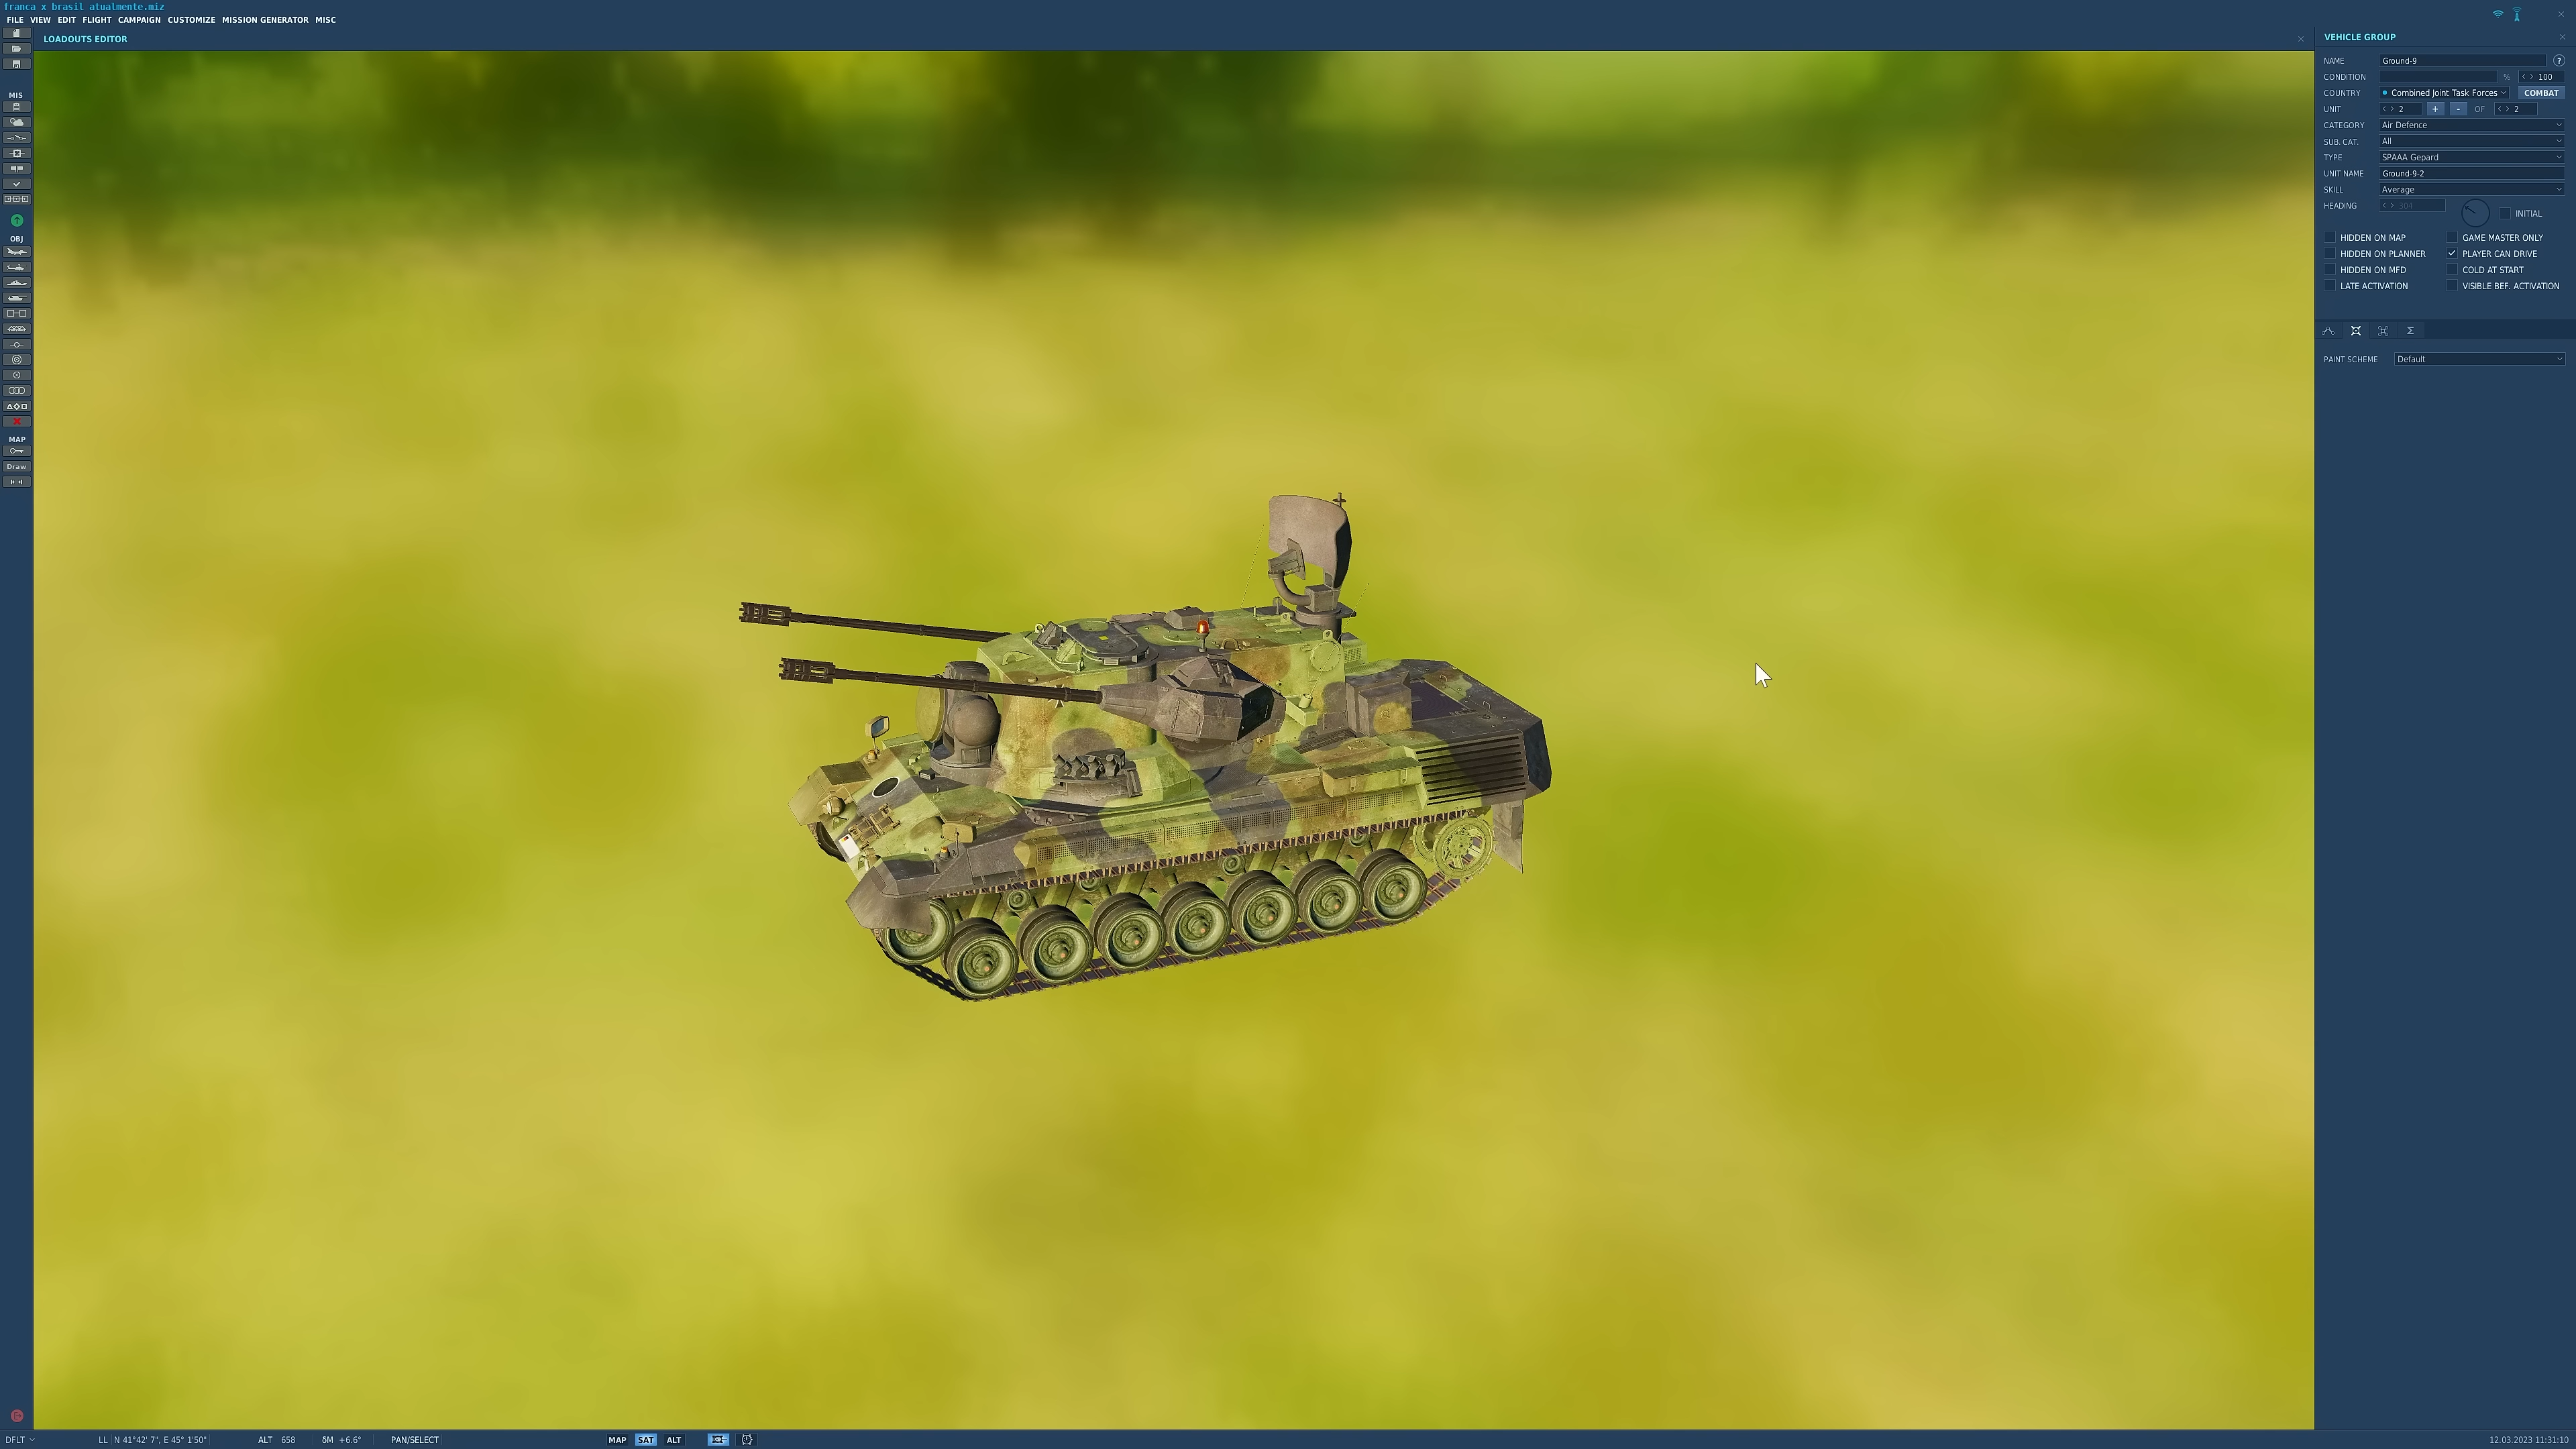 franca x brasil atualmente.miz
FILE VIEW EDIT FLIGHT CAMPAIGN CUSTOMIZE MISSION GENERATOR MISC
LOADOUTS EDITOR
MIS
OBJ
MAP
Draw
VEHICLE GROUP
NAME Ground-9 ?
CONDITION % < > 100
COUNTRY Combined Joint Task Forces COMBAT
UNIT < > 2 + - OF < > 2
CATEGORY Air Defence
SUB. CAT. All
TYPE SPAAA Gepard
UNIT NAME Ground-9-2
SKILL Average
HEADING < > 304 INITIAL
HIDDEN ON MAP GAME MASTER ONLY
HIDDEN ON PLANNER PLAYER CAN DRIVE
HIDDEN ON MFD COLD AT START
LATE ACTIVATION VISIBLE BEF. ACTIVATION
Σ
PAINT SCHEME Default
DFLT LL N 41°42' 7", E 45° 1'50" ALT 658 δM +6.6° PAN/SELECT MAP SAT ALT 12.03.2023 11:31:10